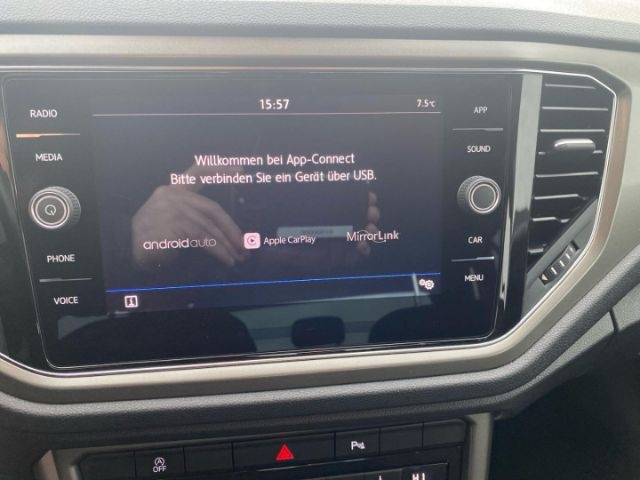 15:57
7.5°C
RADIO
MEDIA
PHONE
VOICE
Willkommen bei App-Connect
Bitte verbinden Sie ein Gerät über USB.
androidauto
Apple CarPlay
MirrorLink
APP
SOUND
CAR
MENU
A OFF
P